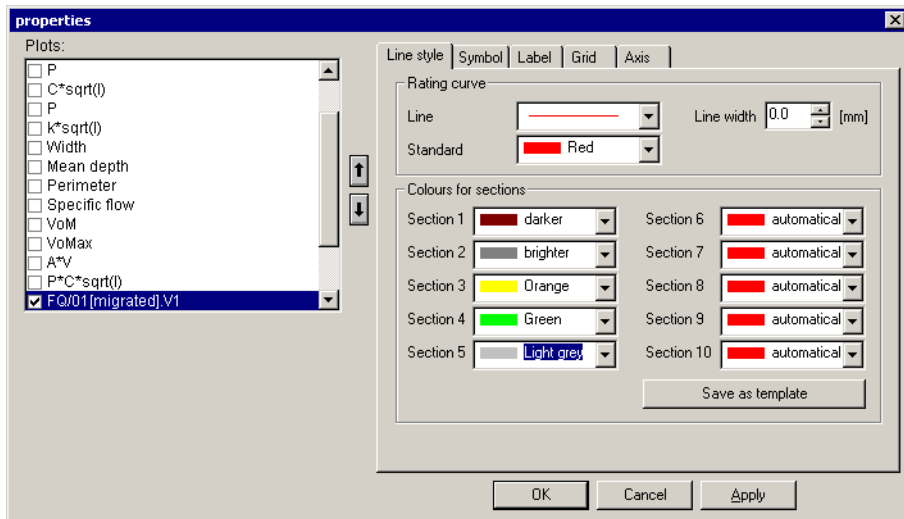 properties
Plots:
P
C*sqrt(I)
P
k*sqrt(I)
Width
Mean depth
Perimeter
Specific flow
VoM
VoMax
A*V
P*C*sqrt(I)
FQ/01[migrated].V1
Line style Symbol Label Grid Axis
Rating curve
Line
Line width 0.0 [mm]
Standard Red
Colours for sections
Section 1 darker
Section 2 brighter
Section 3 Orange
Section 4 Green
Section 5 Light grey
Section 6 automatical
Section 7 automatical
Section 8 automatical
Section 9 automatical
Section 10 automatical
Save as template
OK Cancel Apply